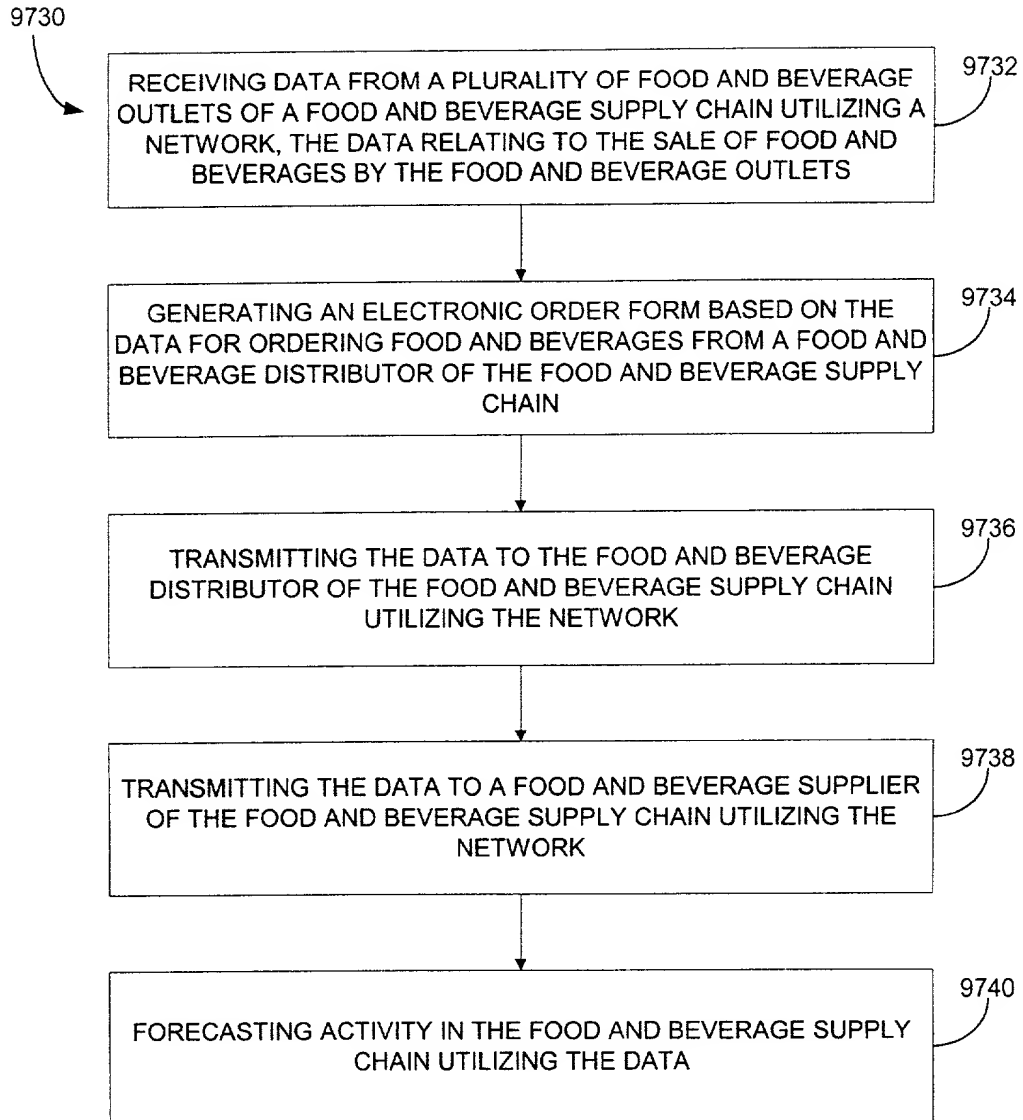 9730
RECEIVING DATA FROM A PLURALITY OF FOOD AND BEVERAGE
OUTLETS OF A FOOD AND BEVERAGE SUPPLY CHAIN UTILIZING A
NETWORK, THE DATA RELATING TO THE SALE OF FOOD AND
BEVERAGES BY THE FOOD AND BEVERAGE OUTLETS
9732
GENERATING AN ELECTRONIC ORDER FORM BASED ON THE
DATA FOR ORDERING FOOD AND BEVERAGES FROM A FOOD AND
BEVERAGE DISTRIBUTOR OF THE FOOD AND BEVERAGE SUPPLY
CHAIN
9734
TRANSMITTING THE DATA TO THE FOOD AND BEVERAGE
DISTRIBUTOR OF THE FOOD AND BEVERAGE SUPPLY CHAIN
UTILIZING THE NETWORK
9736
TRANSMITTING THE DATA TO A FOOD AND BEVERAGE SUPPLIER
OF THE FOOD AND BEVERAGE SUPPLY CHAIN UTILIZING THE
NETWORK
9738
FORECASTING ACTIVITY IN THE FOOD AND BEVERAGE SUPPLY
CHAIN UTILIZING THE DATA
9740